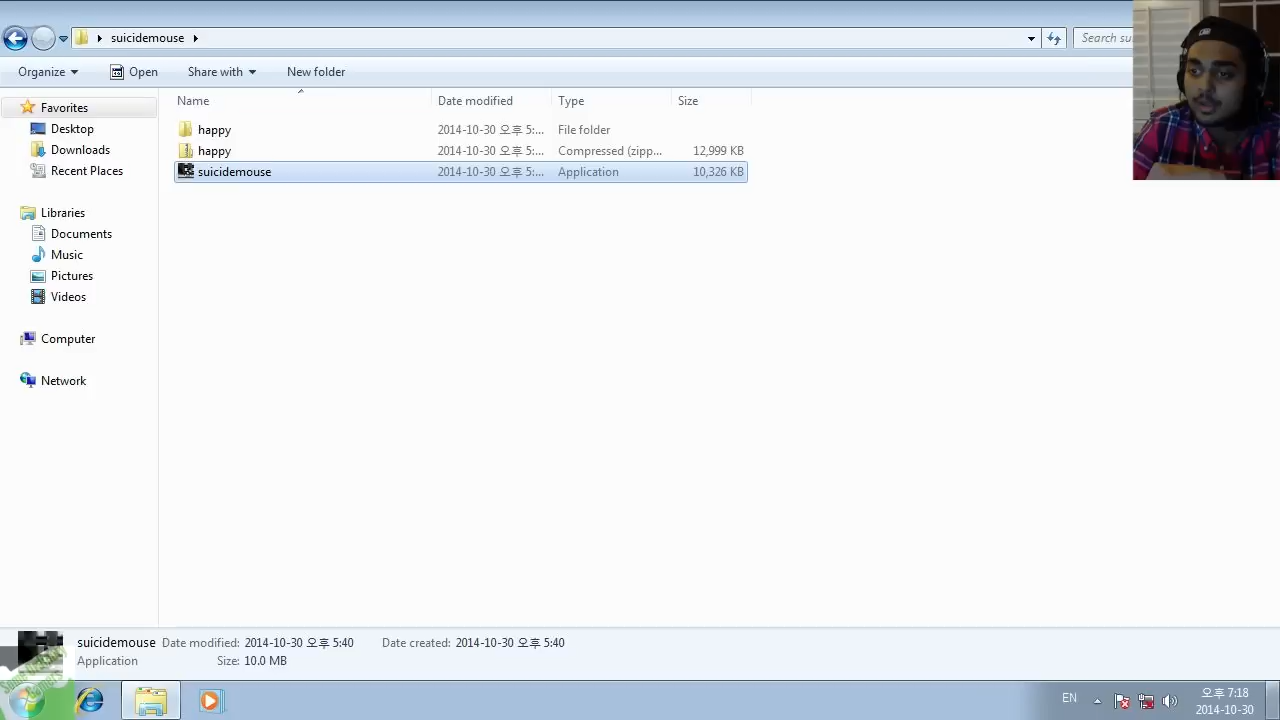 suicidemouse
Search su
Organize Open Share with New folder
Name Date modified Type Size
Favorites
Desktop
Downloads
Recent Places
Libraries
Documents
Music
Pictures
Videos
Computer
Network
happy 2014-10-30 오후 5:... File folder
happy 2014-10-30 오후 5:... Compressed (zipp... 12,999 KB
suicidemouse 2014-10-30 오후 5:... Application 10,326 KB
suicidemouse Date modified: 2014-10-30 오후 5:40 Date created: 2014-10-30 오후 5:40
Application Size: 10.0 MB
EN
오후 7:18
2014-10-30